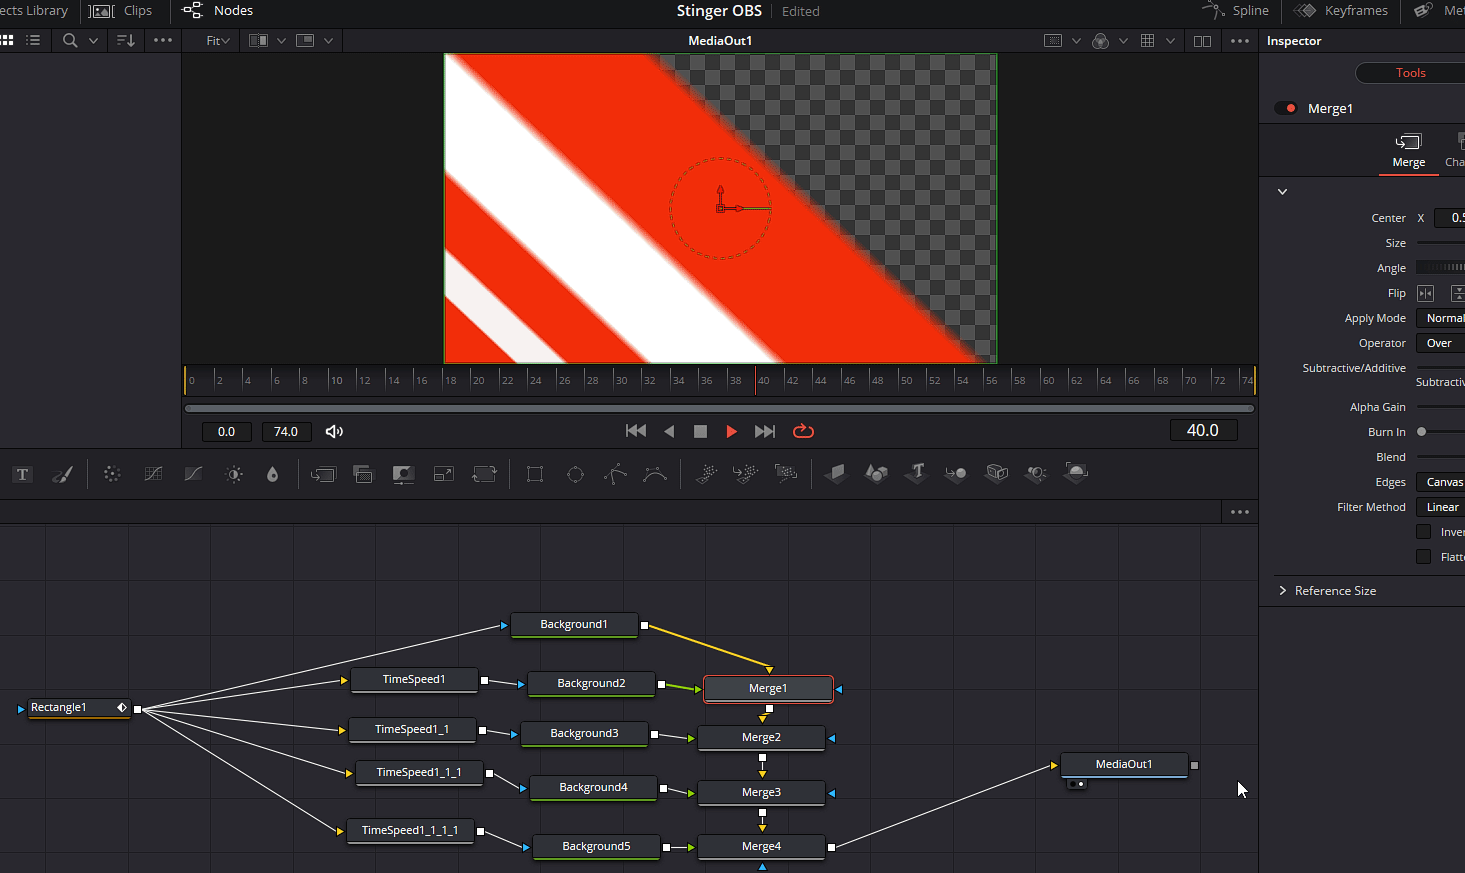 ects Library Clips Nodes Stinger OBS Edited Spline Keyframes Met
Fit MediaOut1 Inspector
Tools
Merge1
Merge Cha
Center X 0.5
Size
Angle
Flip
Apply Mode Normal
Operator Over
Subtractive/Additive
Subtractiv
Alpha Gain
Burn In
Blend
Edges Canvas
Filter Method Linear
Inver
Flatte
Reference Size
0 2 4 6 8 10 12 14 16 18 20 22 24 26 28 30 32 34 36 38 40 42 44 46 48 50 52 54 56 58 60 62 64 66 68 70 72 74
0.0 74.0 40.0
T
Background1
TimeSpeed1 Background2 Merge1
Rectangle1
TimeSpeed1_1 Background3 Merge2
TimeSpeed1_1_1 Background4 Merge3
MediaOut1
TimeSpeed1_1_1_1 Background5 Merge4